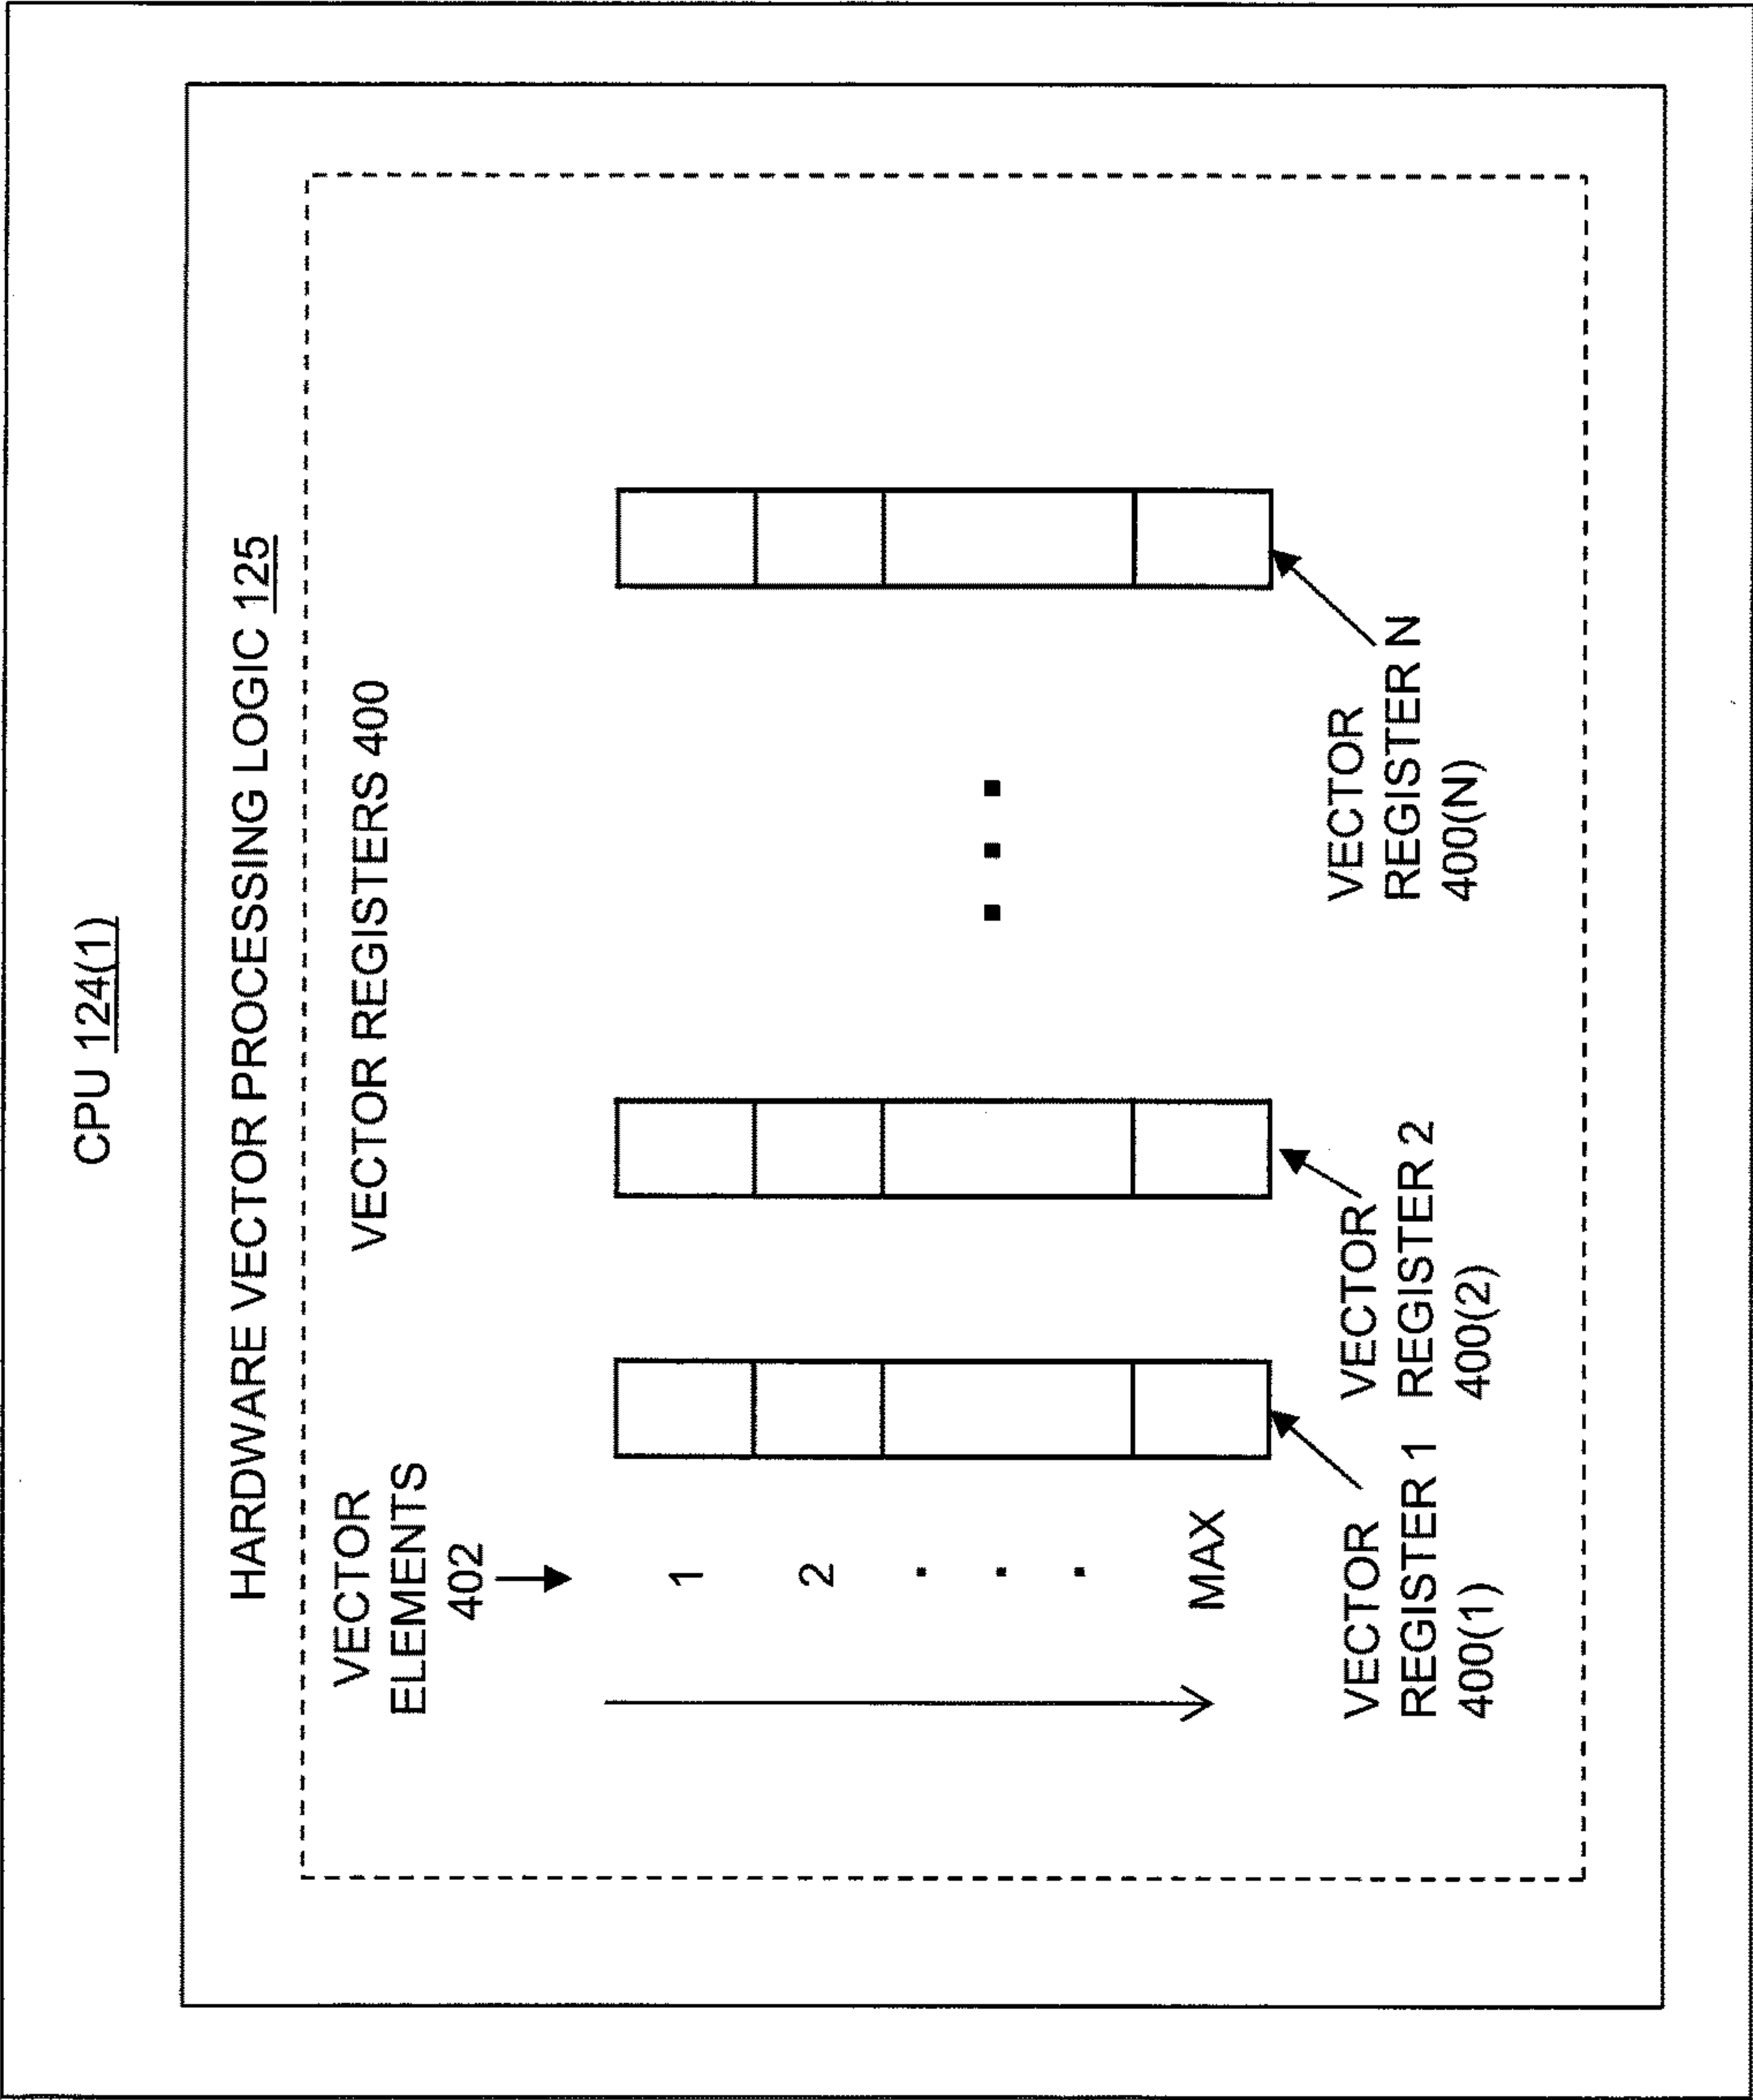 CPU 124(1)
HARDWARE VECTOR PROCESSING LOGIC 125
VECTOR REGISTERS 400
VECTOR
ELEMENTS
402
1
2
.
.
.
MAX
VECTOR
REGISTER 1
400(1)
VECTOR
REGISTER 2
400(2)
VECTOR
REGISTER N
400(N)